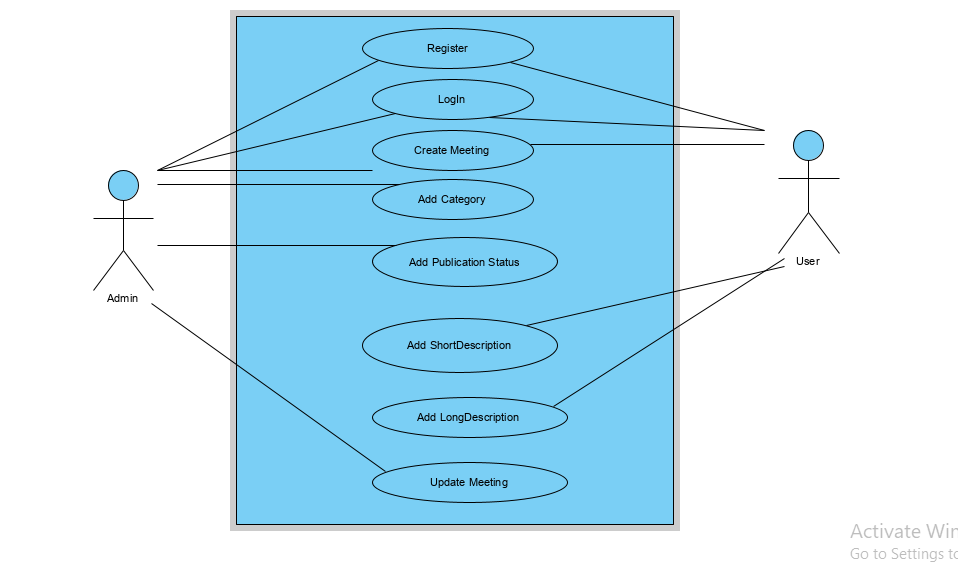 Register
LogIn
Create Meeting
Add Category
Add Publication Status
User
Admin
Add ShortDescription
Add LongDescription
Update Meeting
Activate Win
Go to Settings to